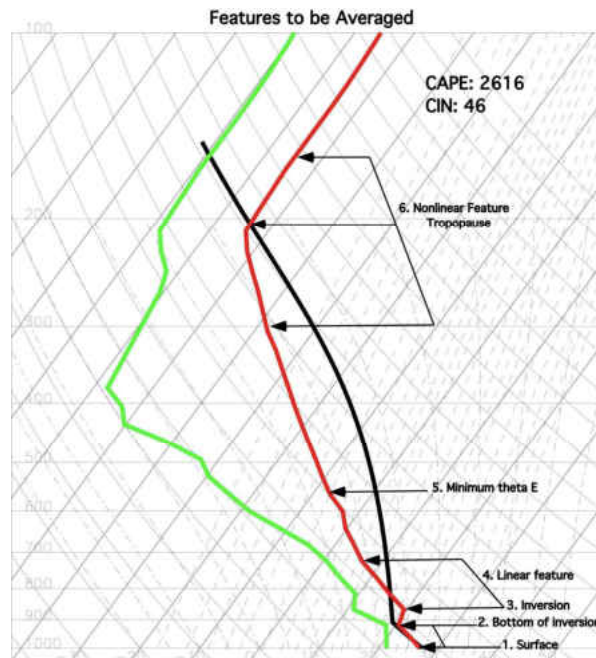 Features to be Averaged
100
CAPE: 2616
CIN: 46
6. Nonlinear Feature
Tropopause
200
300
400
500
5. Minimum theta E
600
4. Linear feature
800
3. Inversion
900
2. Bottom of inversion
1000
1. Surface